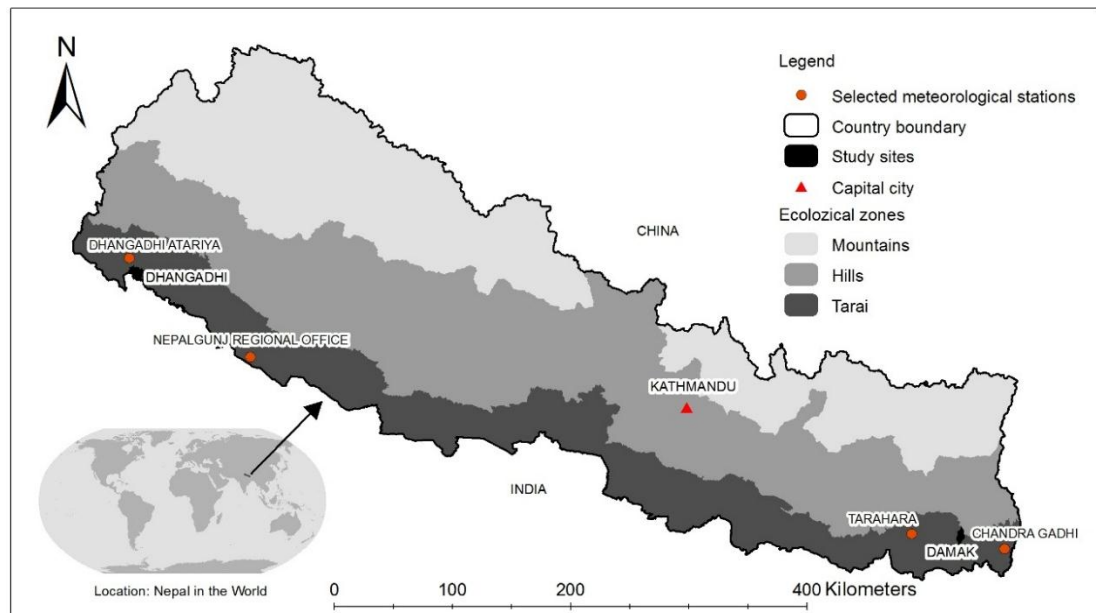 N
Legend
Selected meteorological stations
Country boundary
Study sites
Capital city
Ecolozical zones
Mountains
Hills
Tarai
CHINA
DHANGADHI ATARIYA
DHANGADHI
NEPALGUNJ REGIONAL OFFICE
KATHMANDU
INDIA
TARAHARA
CHANDRA GADHI
DAMAK
Location: Nepal in the World
0 100 200 400 Kilometers